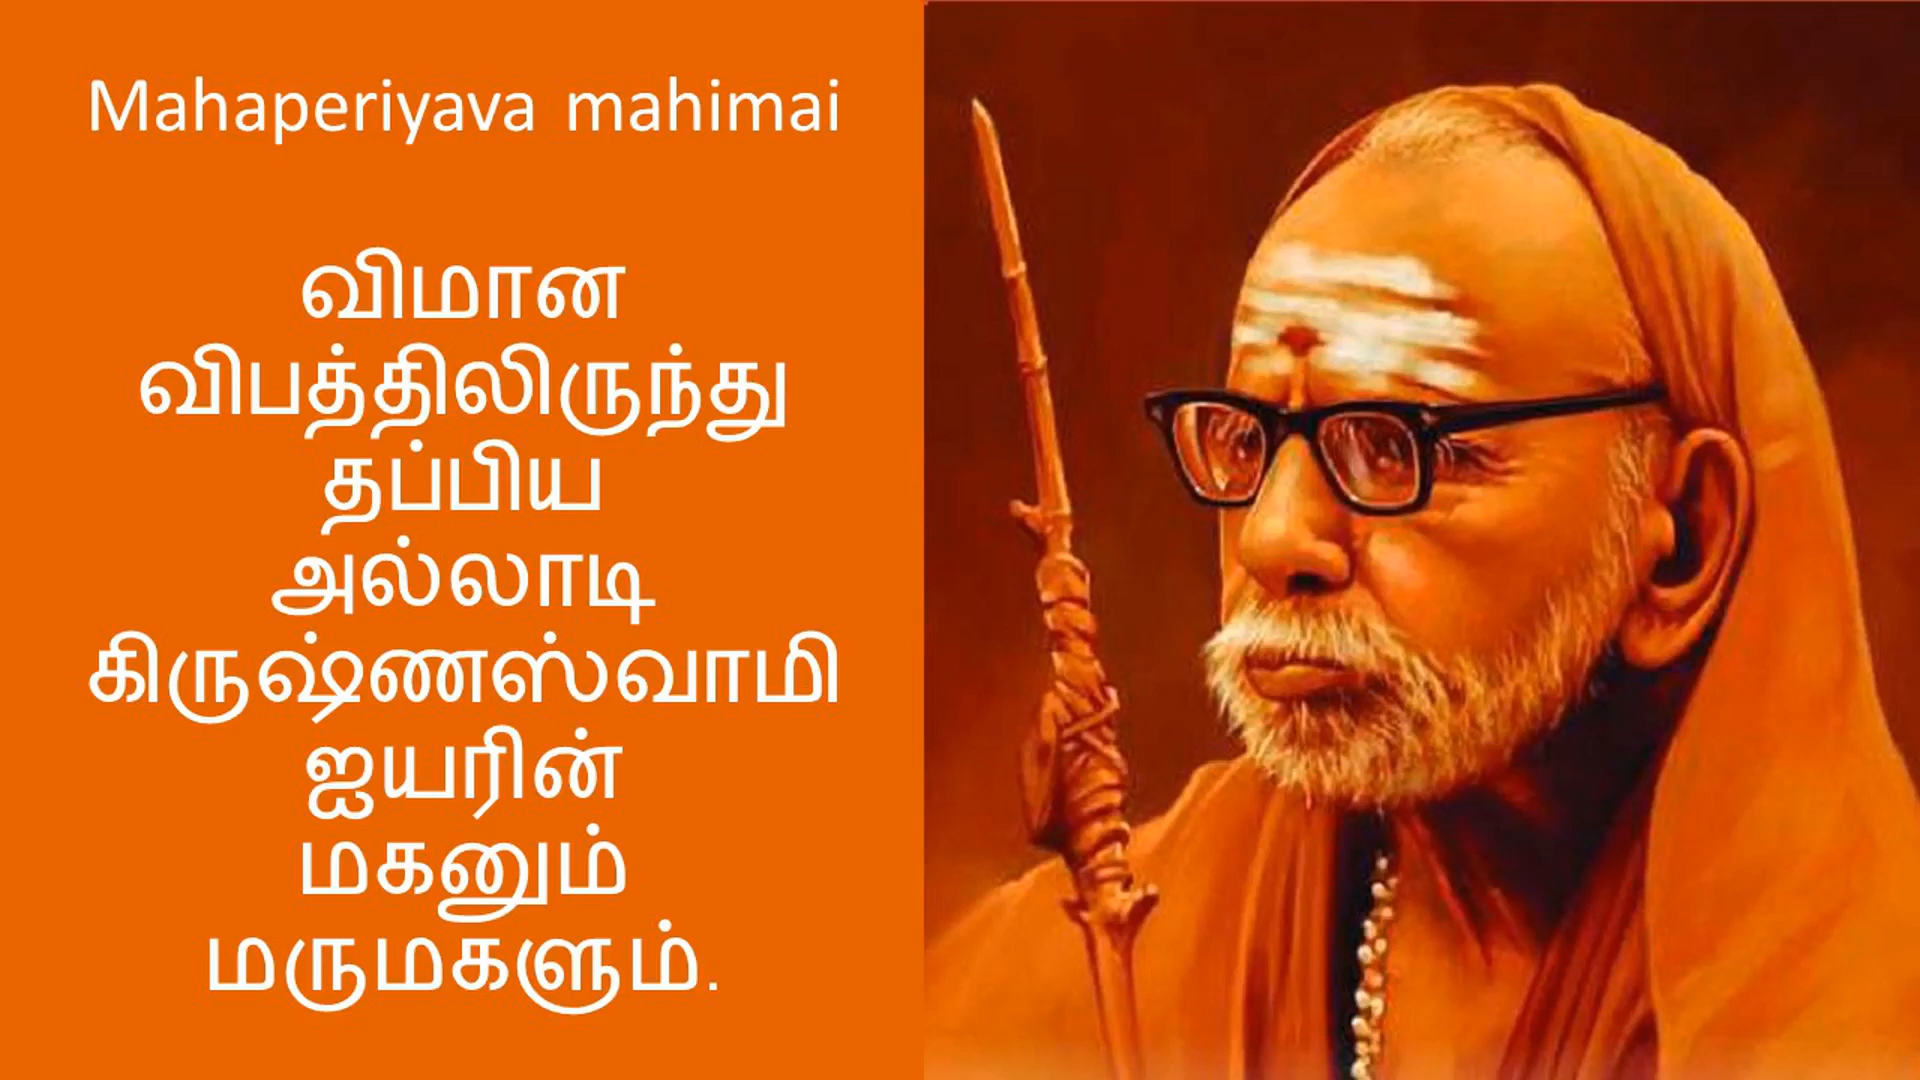 Mahaperiyava mahimai
விமான
விபத்திலிருந்து
தப்பிய
அல்லாடி
கிருஷ்ணஸ்வாமி
ஐயரின்
மகனும்
மருமகளும்.